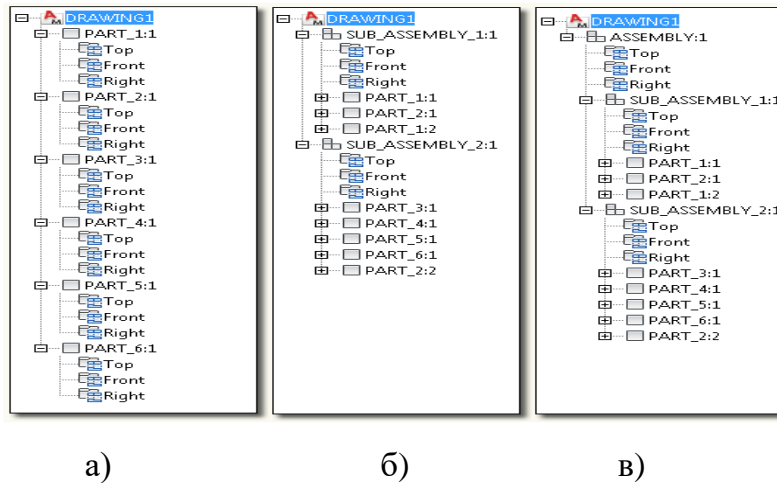 DRAWING1
PART_1:1
Top
Front
Right
PART_2:1
Top
Front
Right
PART_3:1
Top
Front
Right
PART_4:1
Top
Front
Right
PART_5:1
Top
Front
Right
PART_6:1
Top
Front
Right
DRAWING1
SUB_ASSEMBLY_1:1
Top
Front
Right
PART_1:1
PART_2:1
PART_1:2
SUB_ASSEMBLY_2:1
Top
Front
Right
PART_3:1
PART_4:1
PART_5:1
PART_6:1
PART_2:2
DRAWING1
ASSEMBLY:1
Top
Front
Right
SUB_ASSEMBLY_1:1
Top
Front
Right
PART_1:1
PART_2:1
PART_1:2
SUB_ASSEMBLY_2:1
Top
Front
Right
PART_3:1
PART_4:1
PART_5:1
PART_6:1
PART_2:2
а) б) в)